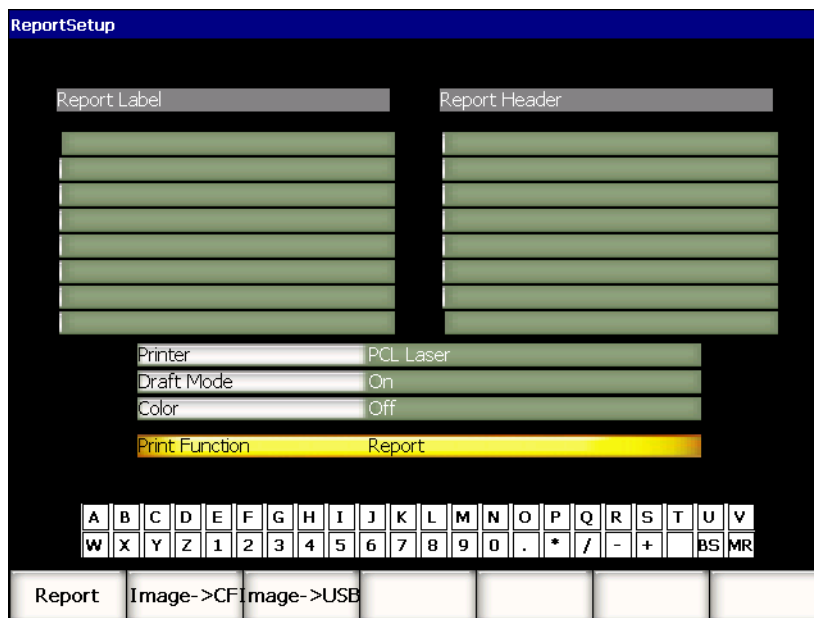 ReportSetup
Report Label Report Header
Printer PCL Laser
Draft Mode On
Color Off
Print Function Report
A B C D E F G H I J K L M N O P Q R S T U V
W X Y Z 1 2 3 4 5 6 7 8 9 0 . * / - + BS MR
Report Image->CF Image->USB